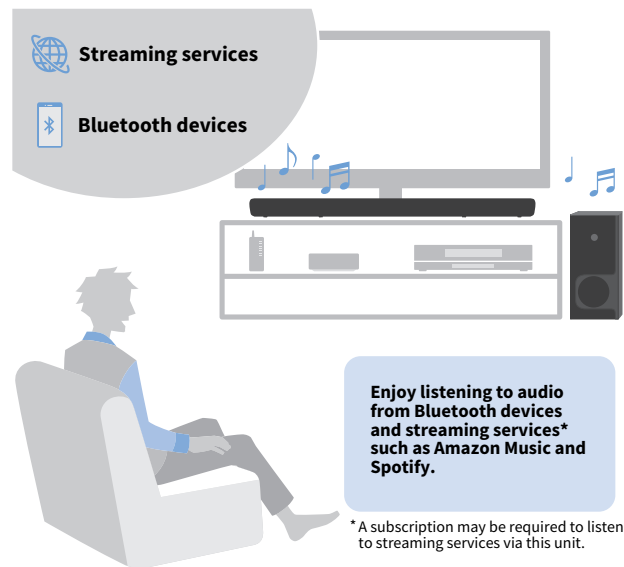 Streaming services
Bluetooth devices
Enjoy listening to audio
from Bluetooth devices
and streaming services*
such as Amazon Music and
Spotify.
* A subscription may be required to listen
to streaming services via this unit.